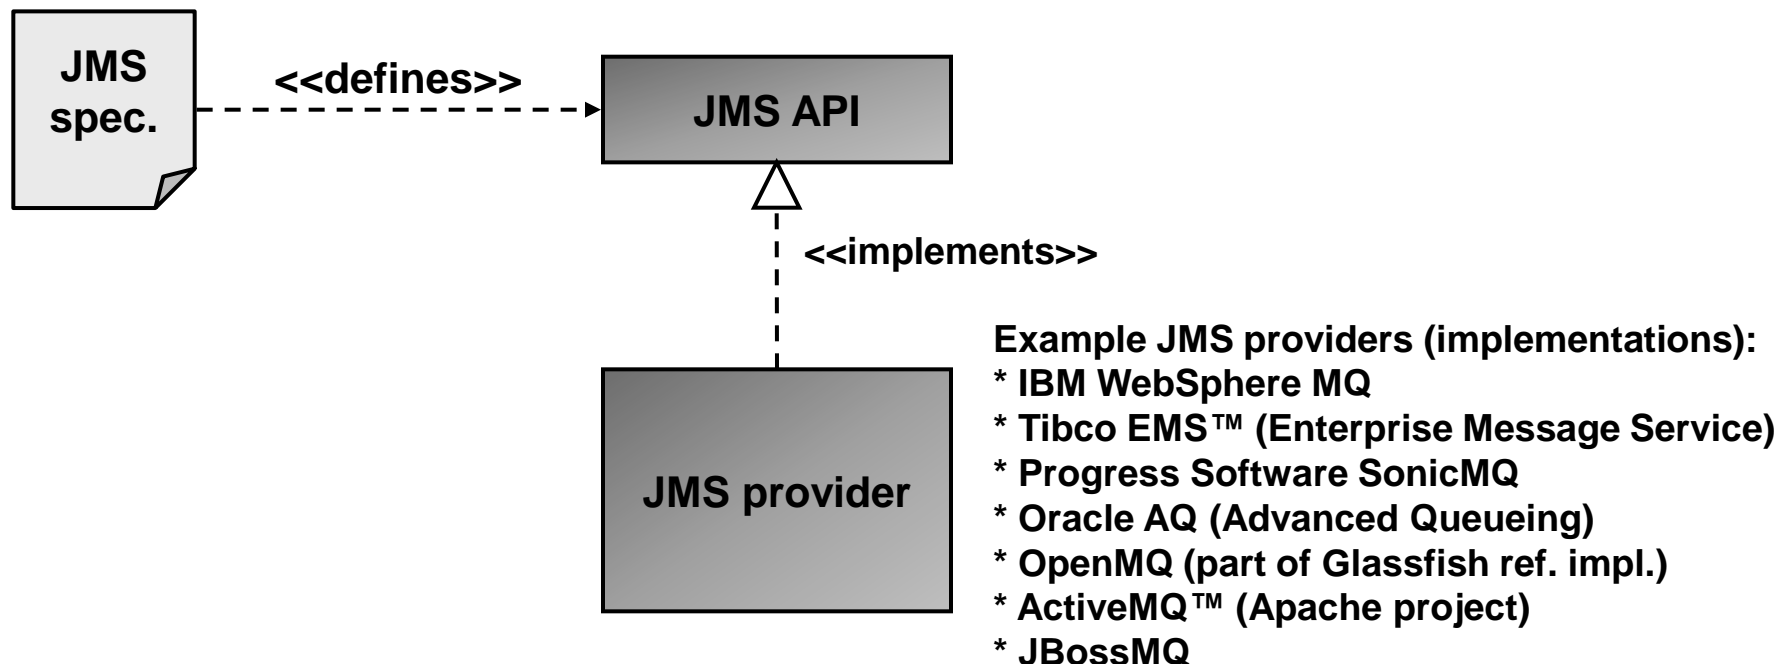 JMS
spec.
<<defines>>
JMS API
<<implements>>
JMS provider
Example JMS providers (implementations):
* IBM WebSphere MQ
* Tibco EMS™ (Enterprise Message Service)
* Progress Software SonicMQ
* Oracle AQ (Advanced Queueing)
* OpenMQ (part of Glassfish ref. impl.)
* ActiveMQ™ (Apache project)
* JBossMQ